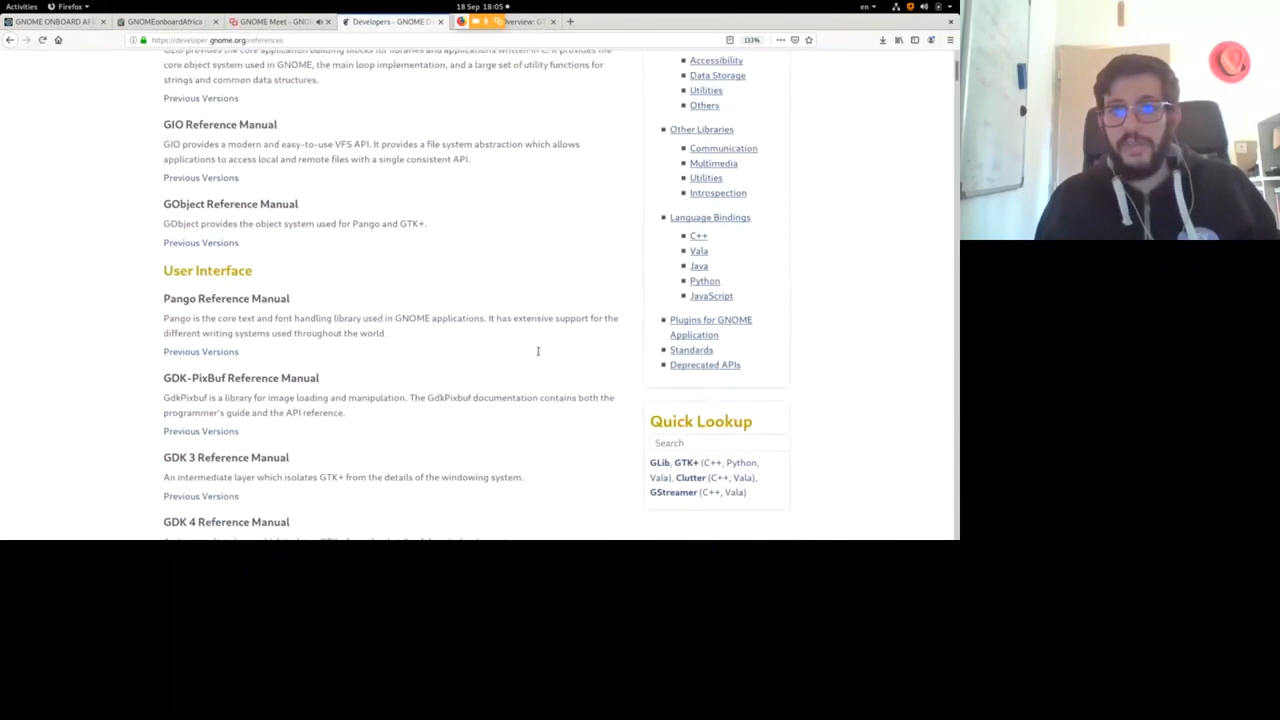 Activities
Firefox
18 Sep 18:05
en
GNOME ONBOARD AF
GNOMEonboardAfrica
GNOME Meet - GNO
Developers - GNOME D
verview: GT
https://developer.gnome.org/references
133%
core object system used in GNOME, the main loop implementation, and a large set of utility functions for
strings and common data structures.
Previous Versions
GIO Reference Manual
GIO provides a modern and easy-to-use VFS API. It provides a file system abstraction which allows
applications to access local and remote files with a single consistent API.
Previous Versions
GObject Reference Manual
GObject provides the object system used for Pango and GTK+.
Previous Versions
User Interface
Pango Reference Manual
Pango is the core text and font handling library used in GNOME applications. It has extensive support for the
different writing systems used throughout the world.
Previous Versions
GDK-PixBuf Reference Manual
GdkPixbuf is a library for image loading and manipulation. The GdkPixbuf documentation contains both the
programmer's guide and the API reference.
Previous Versions
GDK 3 Reference Manual
An intermediate layer which isolates GTK+ from the details of the windowing system.
Previous Versions
GDK 4 Reference Manual
Accessibility
Data Storage
Utilities
Others
Other Libraries
Communication
Multimedia
Utilities
Introspection
Language Bindings
C++
Vala
Java
Python
JavaScript
Plugins for GNOME
Application
Standards
Deprecated APIs
Quick Lookup
Search
GLib, GTK+ (C++, Python,
Vala), Clutter (C++, Vala),
GStreamer (C++, Vala)